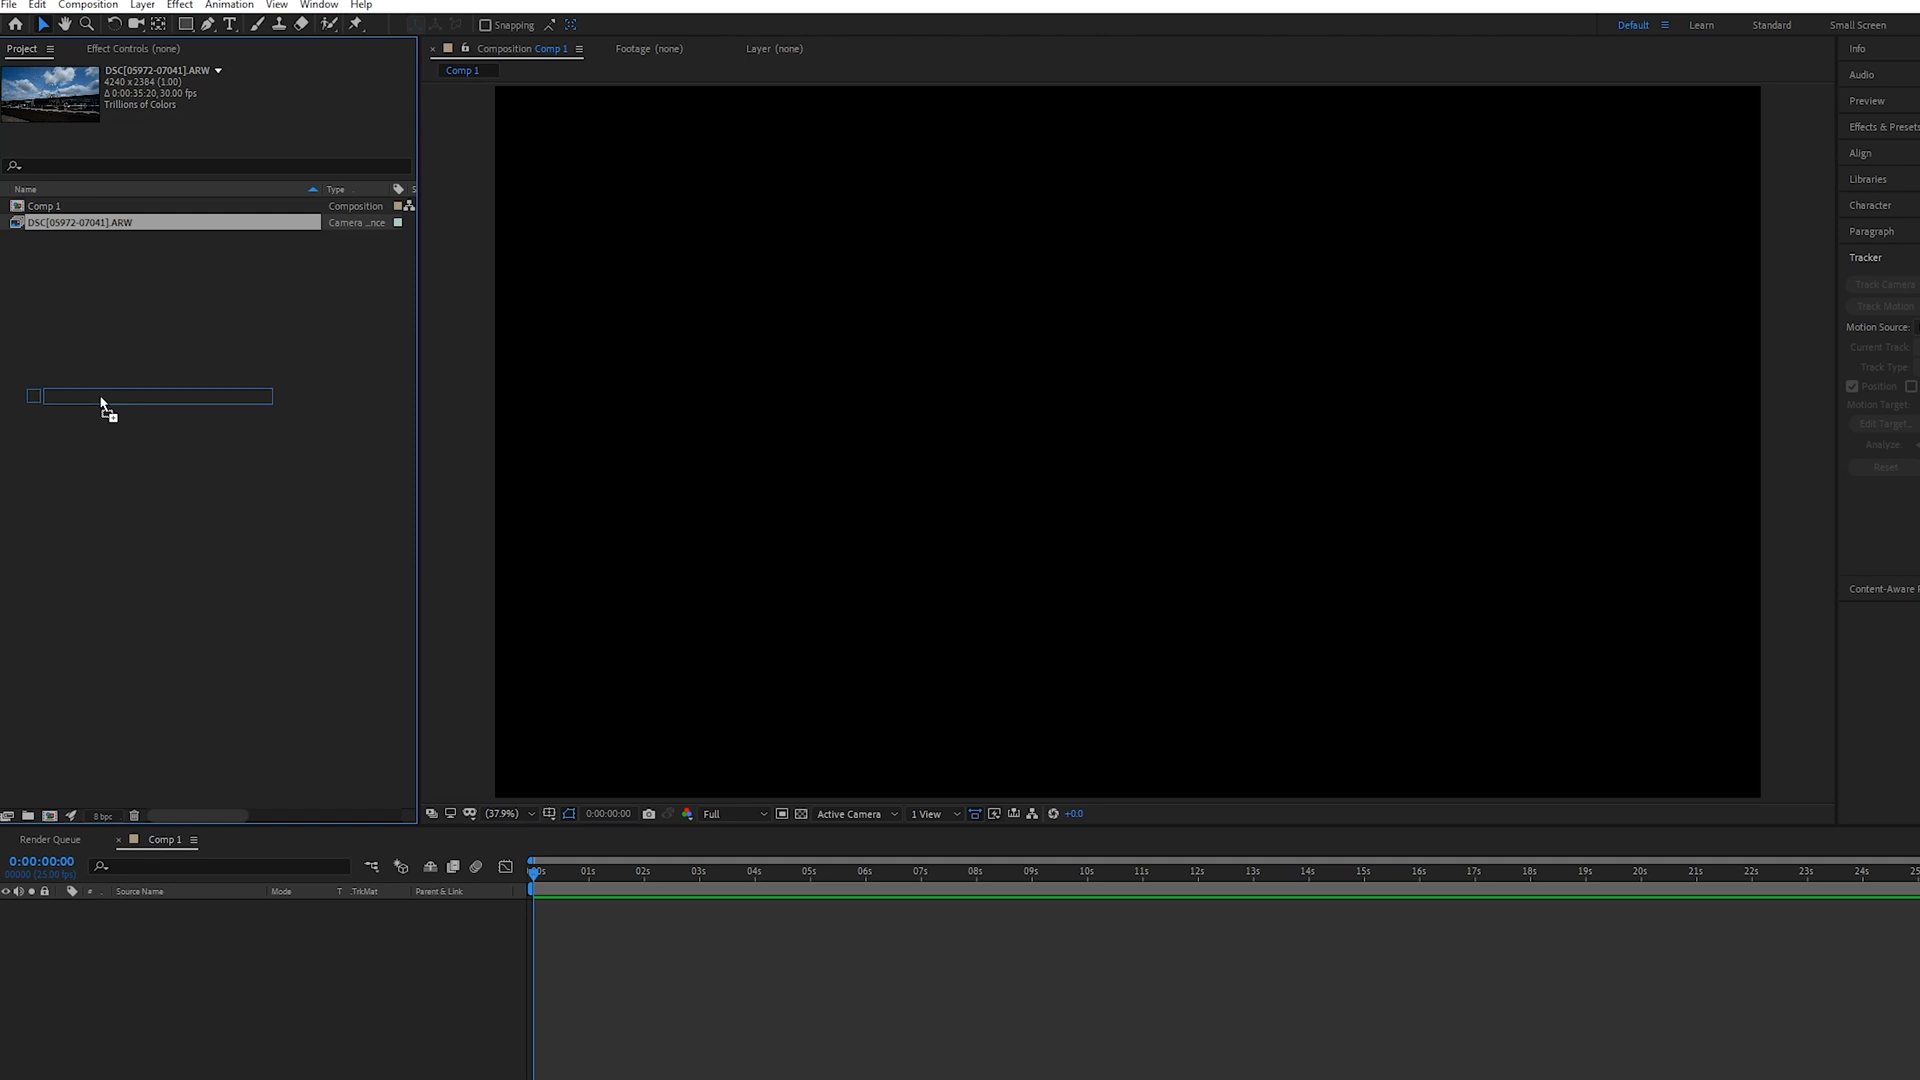 File Edit Composition Layer Effect Animation View Window Help
Snapping Default Learn Standard Small Screen
Project Effect Controls (none) Composition Comp 1 Footage (none) Layer (none) Info
DSC[05972-07041].ARW
4240 x 2384 (1.00)
Δ 0:00:35:20, 30.00 fps
Trillions of Colors
Comp 1
Audio
Preview
Effects & Presets
Align
Libraries
Character
Paragraph
Tracker
Track Camera
Track Motion
Motion Source:
Current Track:
Track Type:
Position
Motion Target:
Edit Target...
Analyze:
Reset
Content-Aware F
Name Type S
Comp 1 Composition
DSC[05972-07041].ARW Camera ...nce
8 bpc
(37.9%) 0:00:00:00 Full Active Camera 1 View +0.0
Render Queue Comp 1
0:00:00:00
00000 (25.00 fps)
# Source Name Mode T .TrkMat Parent & Link
00s 01s 02s 03s 04s 05s 06s 07s 08s 09s 10s 11s 12s 13s 14s 15s 16s 17s 18s 19s 20s 21s 22s 23s 24s 25